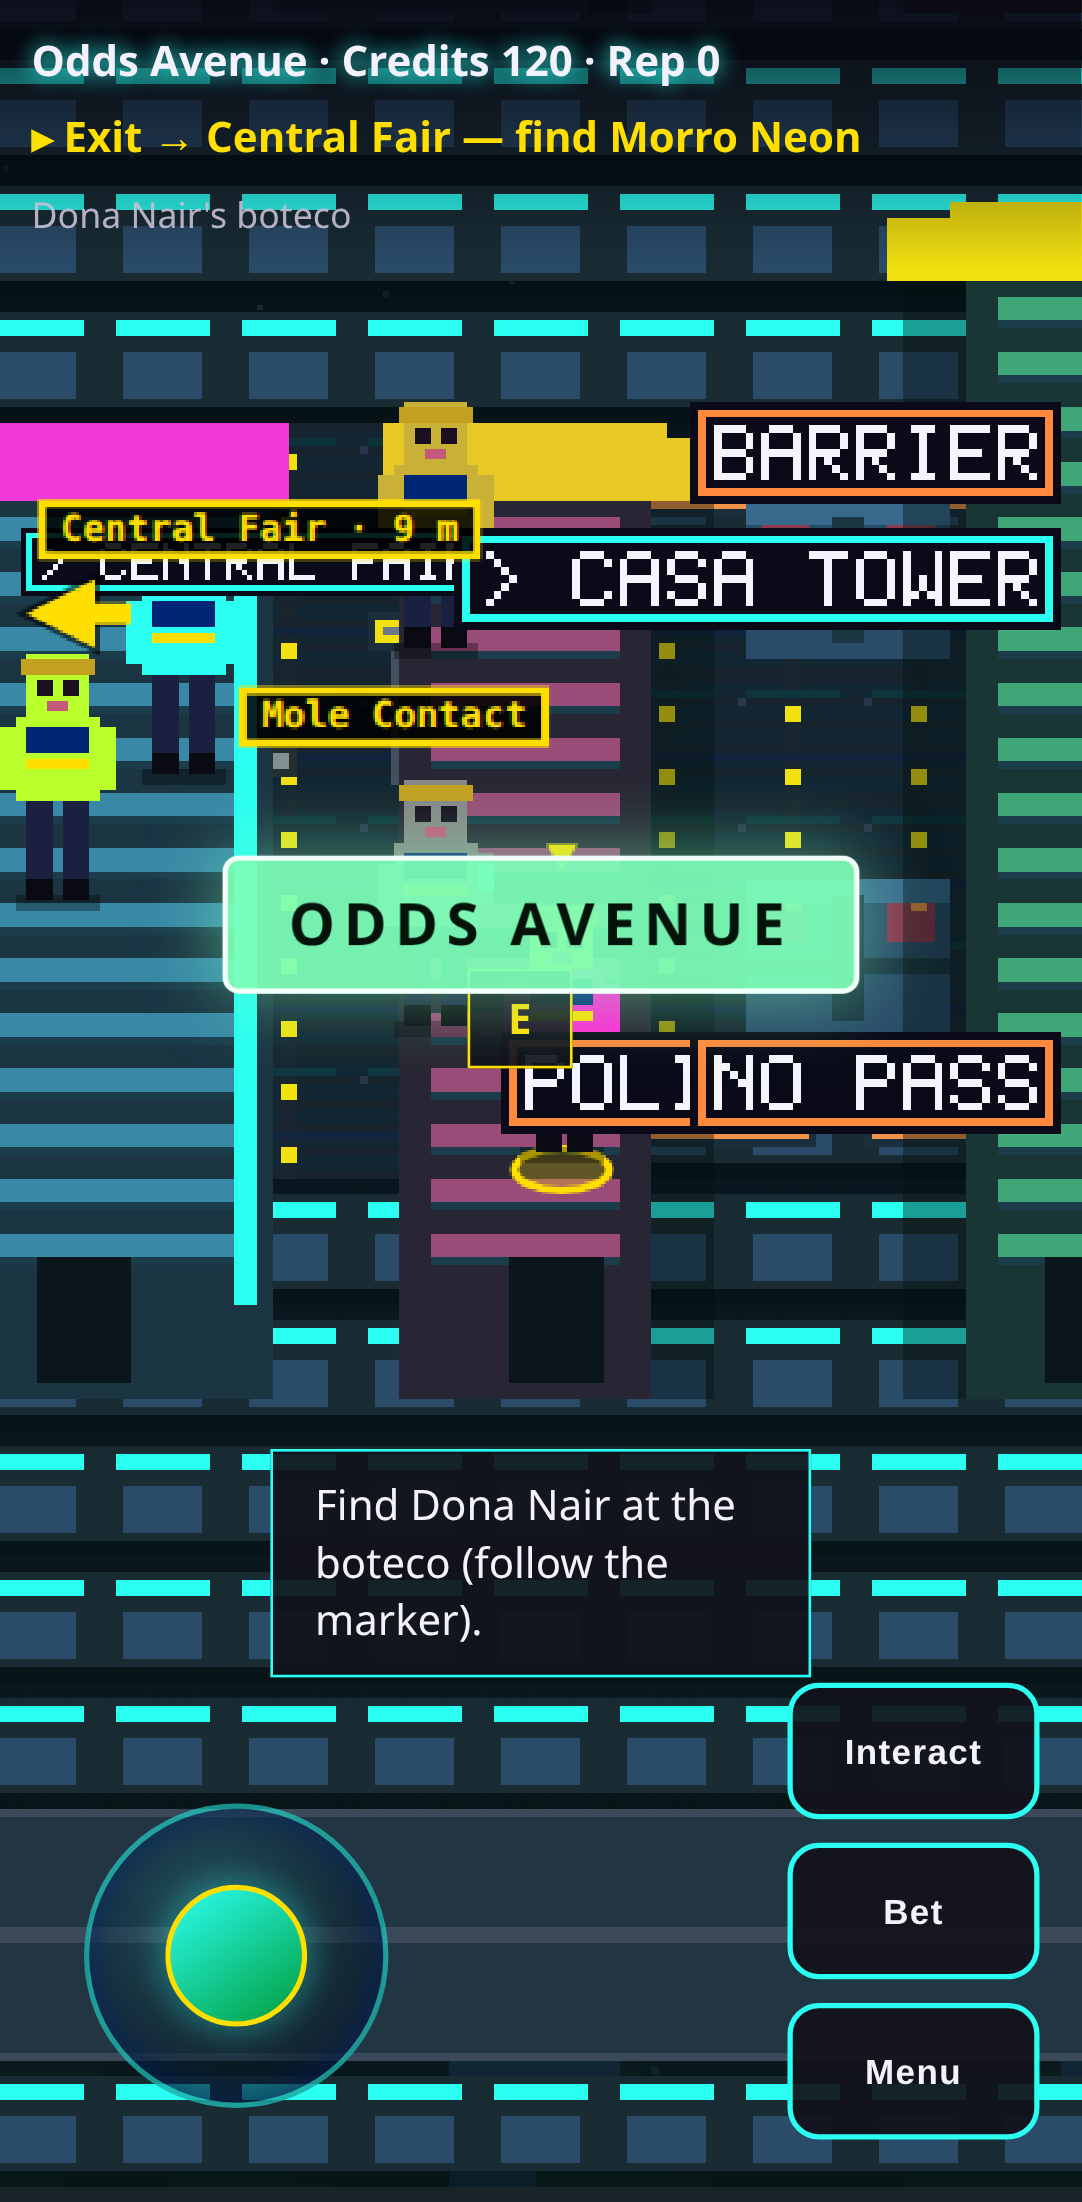 Odds Avenue · Credits 120 · Rep 0
▸ Exit → Central Fair — find Morro Neon
Dona Nair's boteco
BARRIER
Central Fair · 9 m
> CENTRAL FAIR
> CASA TOWER
Mole Contact
ODDS AVENUE
E
NO PASS
Find Dona Nair at the
boteco (follow the
marker).
Interact
Bet
Menu